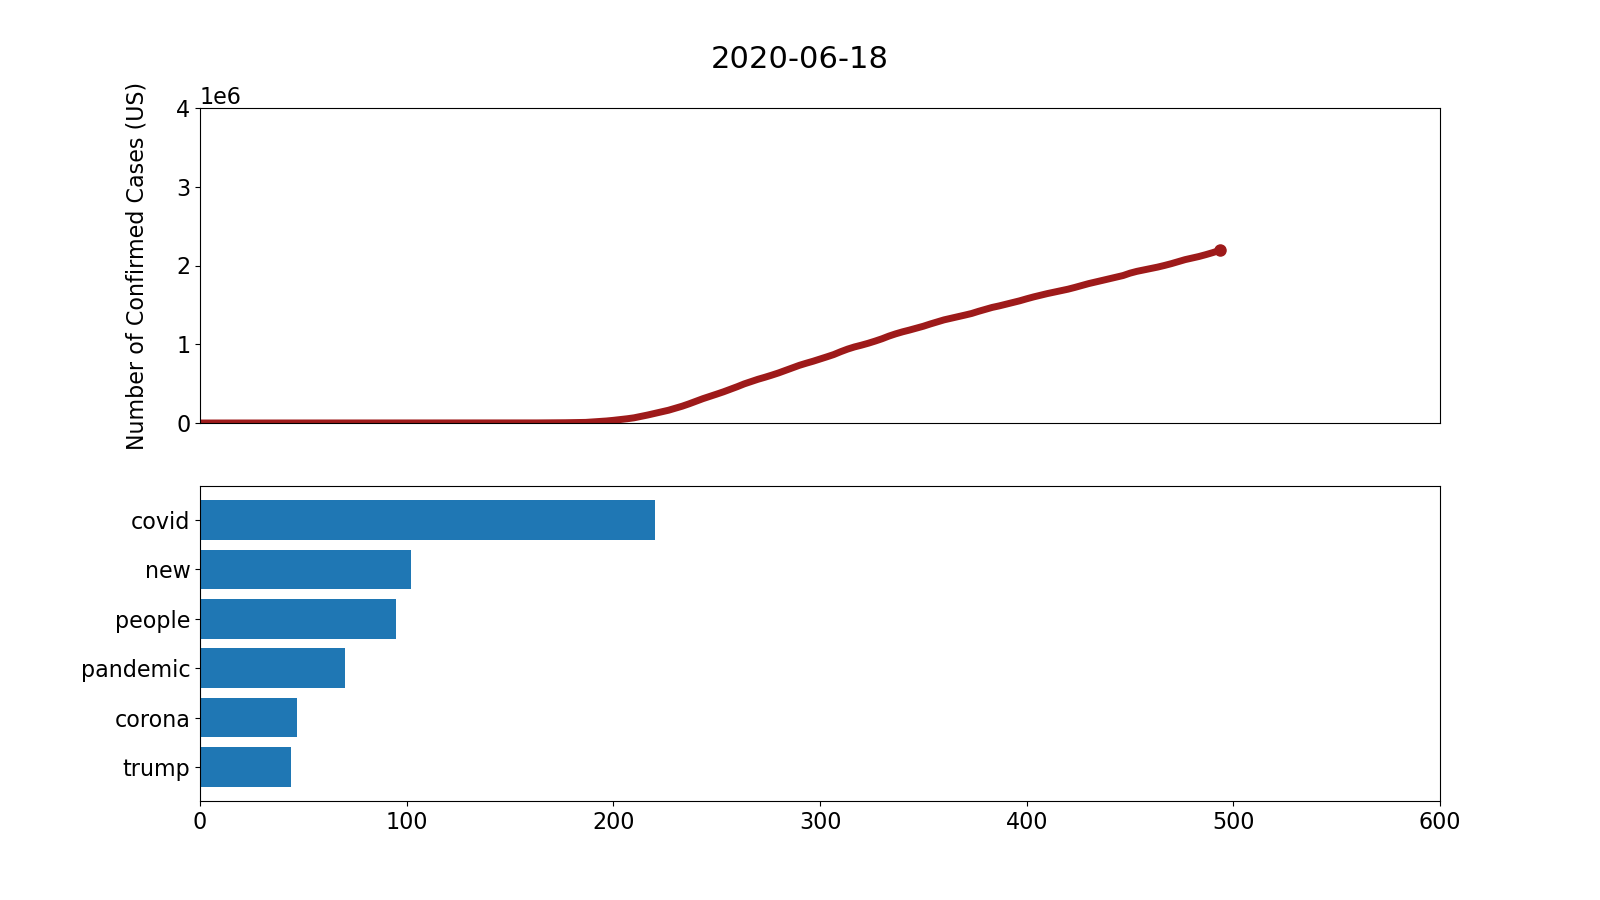 2020-06-18
1e6
Number of Confirmed Cases (US)
4
3
2
1
0
covid
new
people
pandemic
corona
trump
0 100 200 300 400 500 600